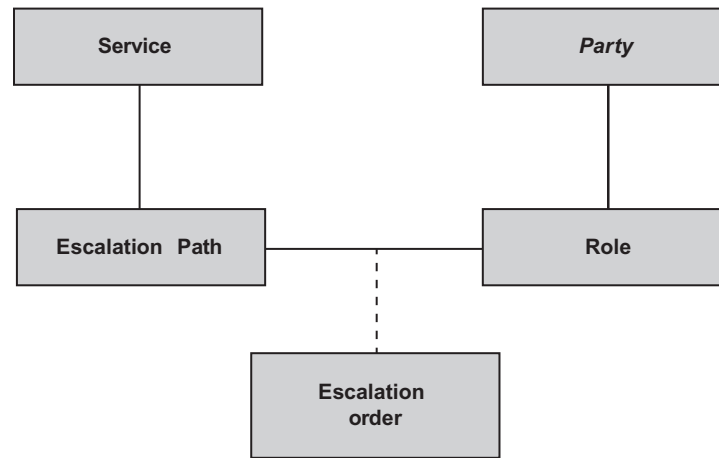 Service
Party
Escalation Path
Role
Escalation
order